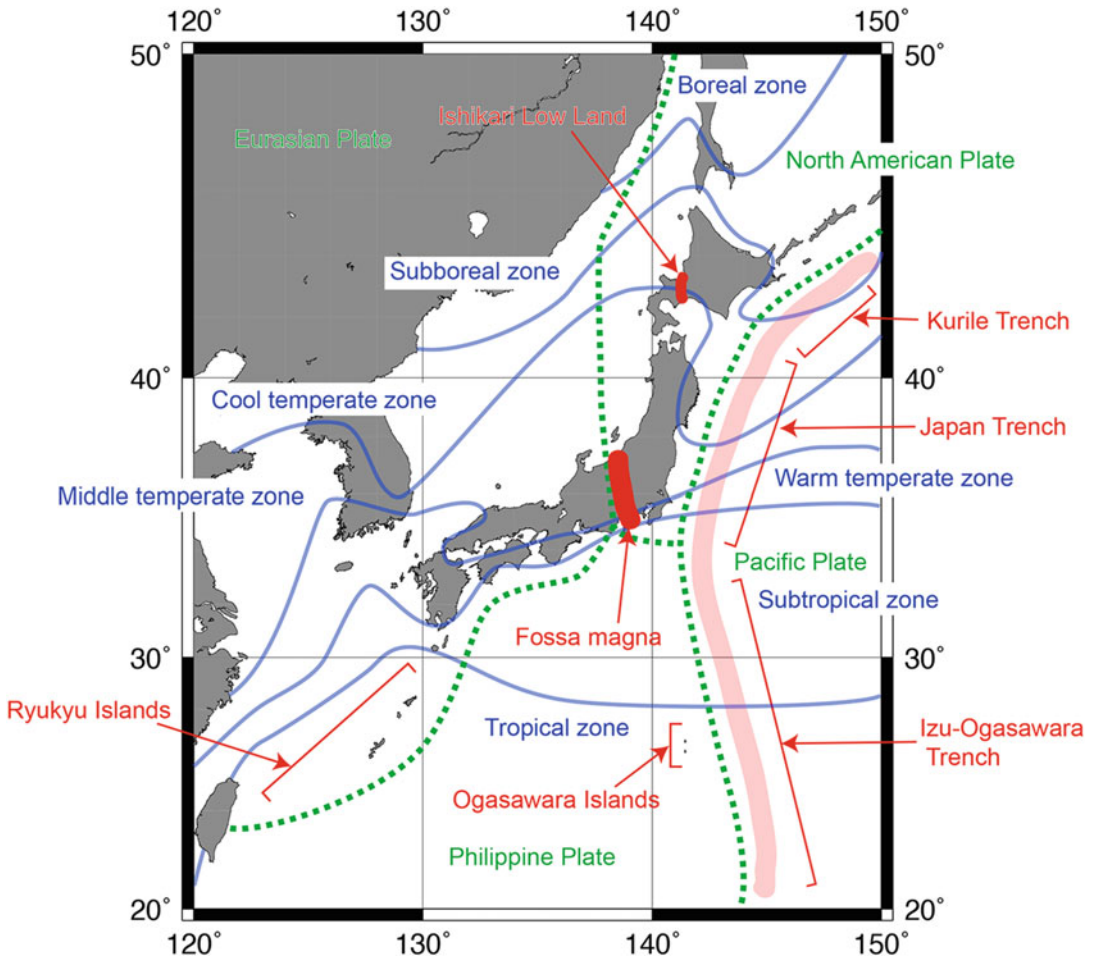 120° 130° 140° 150°
50° 50°
Boreal zone
Ishikari Low Land
Eurasian Plate
North American Plate
Subboreal zone
Kurile Trench
40° 40°
Cool temperate zone
Japan Trench
Middle temperate zone
Warm temperate zone
Pacific Plate
Subtropical zone
Fossa magna
30° 30°
Ryukyu Islands
Tropical zone
Izu-Ogasawara
Trench
Ogasawara Islands
Philippine Plate
20° 20°
120° 130° 140° 150°